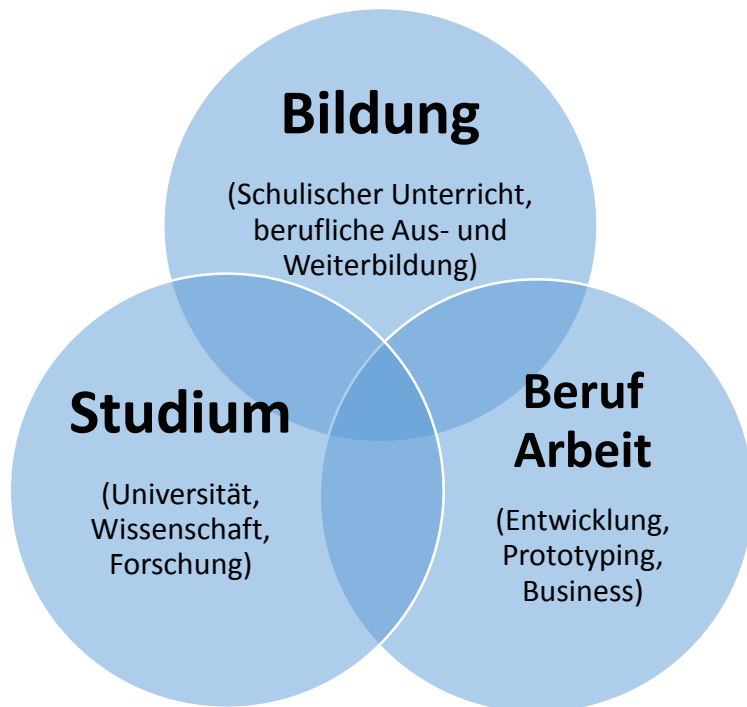 Bildung
(Schulischer Unterricht,
berufliche Aus- und
Weiterbildung)
Studium
(Universität,
Wissenschaft,
Forschung)
Beruf
Arbeit
(Entwicklung,
Prototyping,
Business)